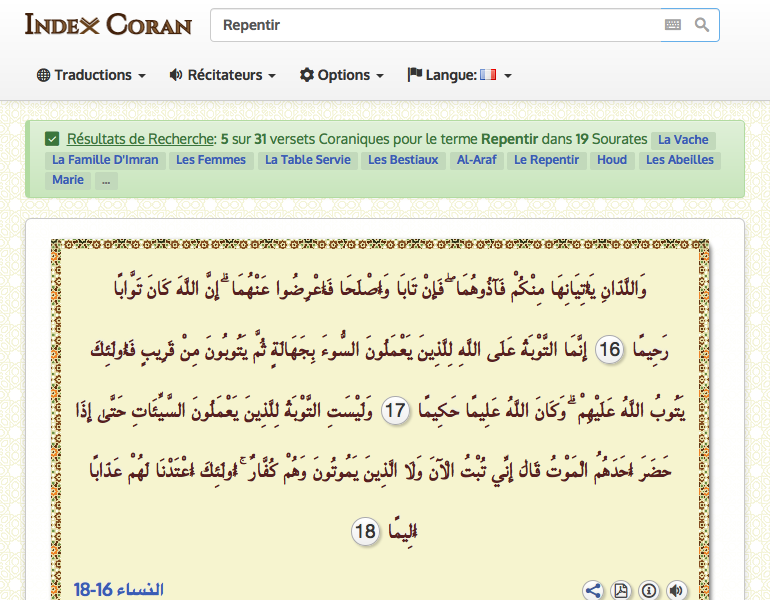 INDEX CORAN
Repentir
Traductions Récitateurs Options Langue:
Résultats de Recherche: 5 sur 31 versets Coraniques pour le terme Repentir dans 19 Sourates La Vache
La Famille D'Imran Les Femmes La Table Servie Les Bestiaux Al-Araf Le Repentir Houd Les Abeilles
Marie ...
وَاللَّذَانِ يَأْتِيَانِهَا مِنْكُمْ فَآذُوهُمَا ۖ فَإِنْ تَابَا وَأَصْلَحَا فَأَعْرِضُوا عَنْهُمَا ۗ إِنَّ اللَّهَ كَانَ تَوَّابًا
رَحِيمًا 16 إِنَّمَا التَّوْبَةُ عَلَى اللَّهِ لِلَّذِينَ يَعْمَلُونَ السُّوءَ بِجَهَالَةٍ ثُمَّ يَتُوبُونَ مِنْ قَرِيبٍ فَأُولَئِكَ
يَتُوبُ اللَّهُ عَلَيْهِمْ ۗ وَكَانَ اللَّهُ عَلِيمًا حَكِيمًا 17 وَلَيْسَتِ التَّوْبَةُ لِلَّذِينَ يَعْمَلُونَ السَّيِّئَاتِ حَتَّىٰ إِذَا
حَضَرَ أَحَدَهُمُ الْمَوْتُ قَالَ إِنِّي تُبْتُ الْآنَ وَلَا الَّذِينَ يَمُوتُونَ وَهُمْ كُفَّارٌ ۚ أُولَئِكَ أَعْتَدْنَا لَهُمْ عَذَابًا
أَلِيمًا 18
النساء 16-18